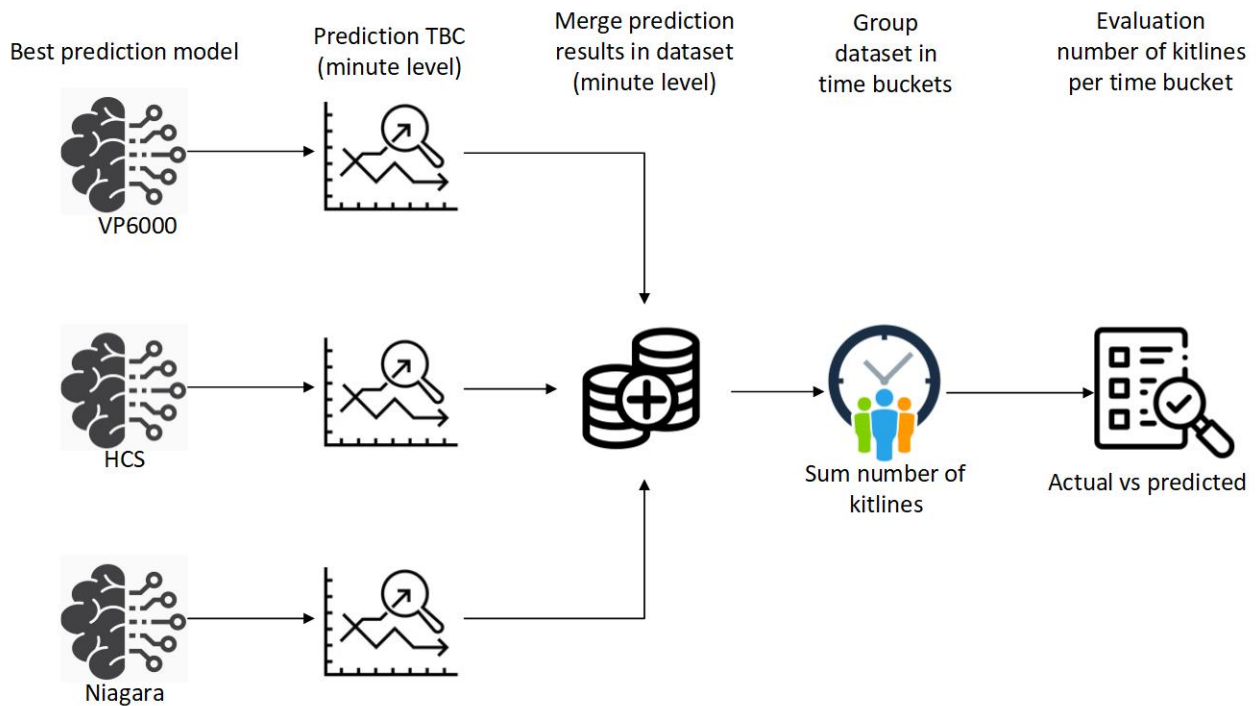 Best prediction model
Prediction TBC
(minute level)
Merge prediction
results in dataset
(minute level)
Group
dataset in
time buckets
Evaluation
number of kitlines
per time bucket
VP6000
HCS
Sum number of
kitlines
Actual vs predicted
Niagara